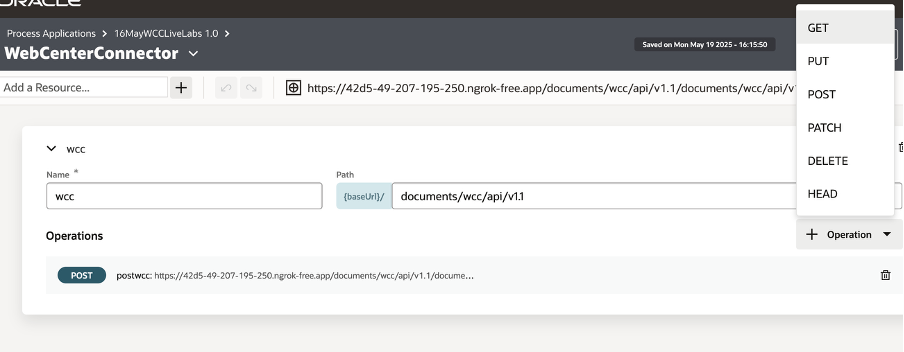 ORACLE
Process Applications > 16MayWCCLiveLabs 1.0 >
WebCenterConnector
Saved on Mon May 19 2025 - 16:15:50
Add a Resource...
https://42d5-49-207-195-250.ngrok-free.app/documents/wcc/api/v1.1/documents/wcc/api/v
GET
PUT
POST
PATCH
DELETE
HEAD
wcc
Name *
Path
wcc
{baseUrl}/
documents/wcc/api/v1.1
Operations
+ Operation
POST
postwcc: https://42d5-49-207-195-250.ngrok-free.app/documents/wcc/api/v1.1/docume...